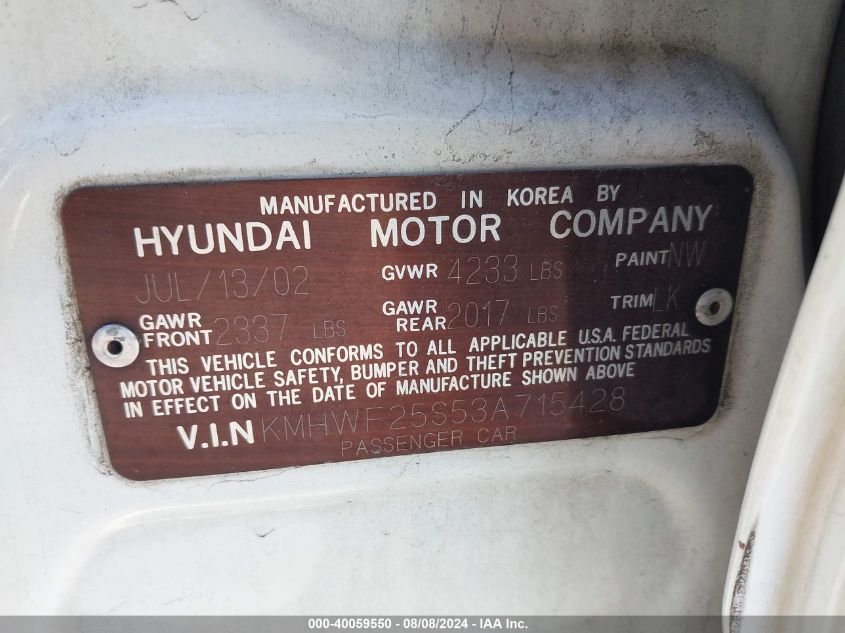 MANUFACTURED IN KOREA BY
HYUNDAI MOTOR COMPANY
JUL/13/02 GVWR 4233 LBS PAINT NW
GAWR FRONT 2337 LBS GAWR REAR 2017 LBS TRIM LK
THIS VEHICLE CONFORMS TO ALL APPLICABLE U.S.A. FEDERAL
MOTOR VEHICLE SAFETY, BUMPER AND THEFT PREVENTION STANDARDS
IN EFFECT ON THE DATE OF MANUFACTURE SHOWN ABOVE
V.I.N KMHWF25S53A715428
PASSENGER CAR
000-40059550 - 08/08/2024 - IAA Inc.